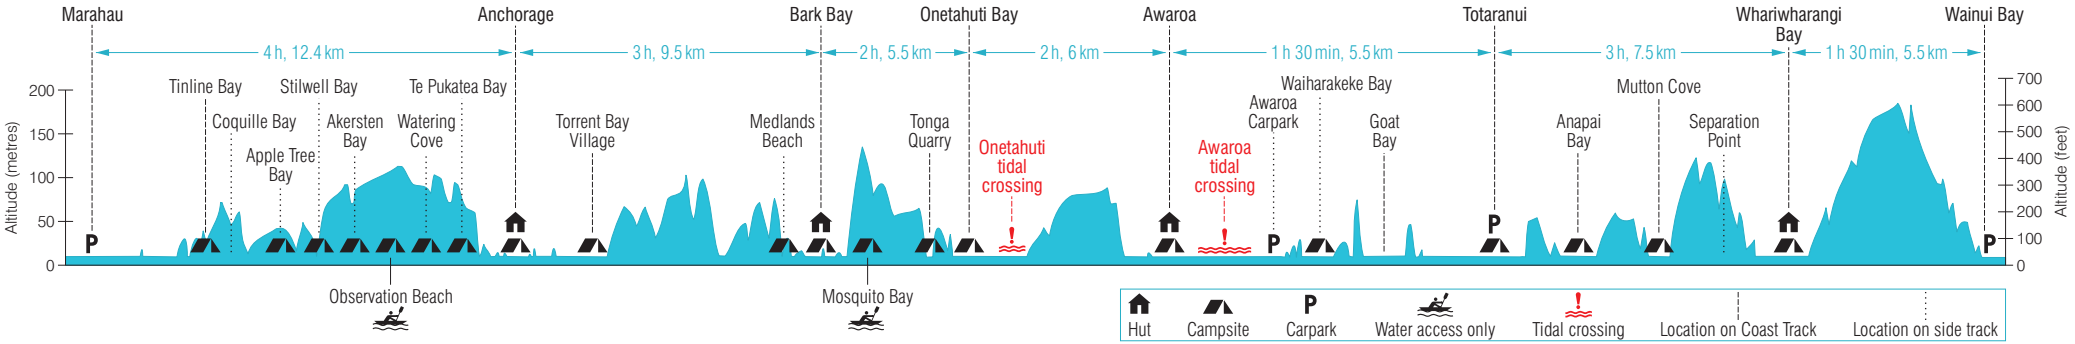 Marahau
Anchorage
Bark Bay
Onetahuti Bay
Awaroa
Totaranui
Whariwharangi
Bay
Wainui Bay
4 h, 12.4 km
3 h, 9.5 km
2 h, 5.5 km
2 h, 6 km
1 h 30 min, 5.5 km
3 h, 7.5 km
1 h 30 min, 5.5 km
Tinline Bay
Stilwell Bay
Te Pukatea Bay
Waiharakeke Bay
Mutton Cove
Coquille Bay
Akersten
Bay
Watering
Cove
Apple Tree
Bay
Torrent Bay
Village
Medlands
Beach
Tonga
Quarry
Onetahuti
tidal
crossing
Awaroa
tidal
crossing
Awaroa
Carpark
Goat
Bay
Anapai
Bay
Separation
Point
Altitude (metres)
200
150
100
50
0
700
600
500
400
300
200
100
0
Altitude (feet)
P
P
P
P
Observation Beach
Mosquito Bay
P
Hut
Campsite
Carpark
Water access only
Tidal crossing
Location on Coast Track
Location on side track